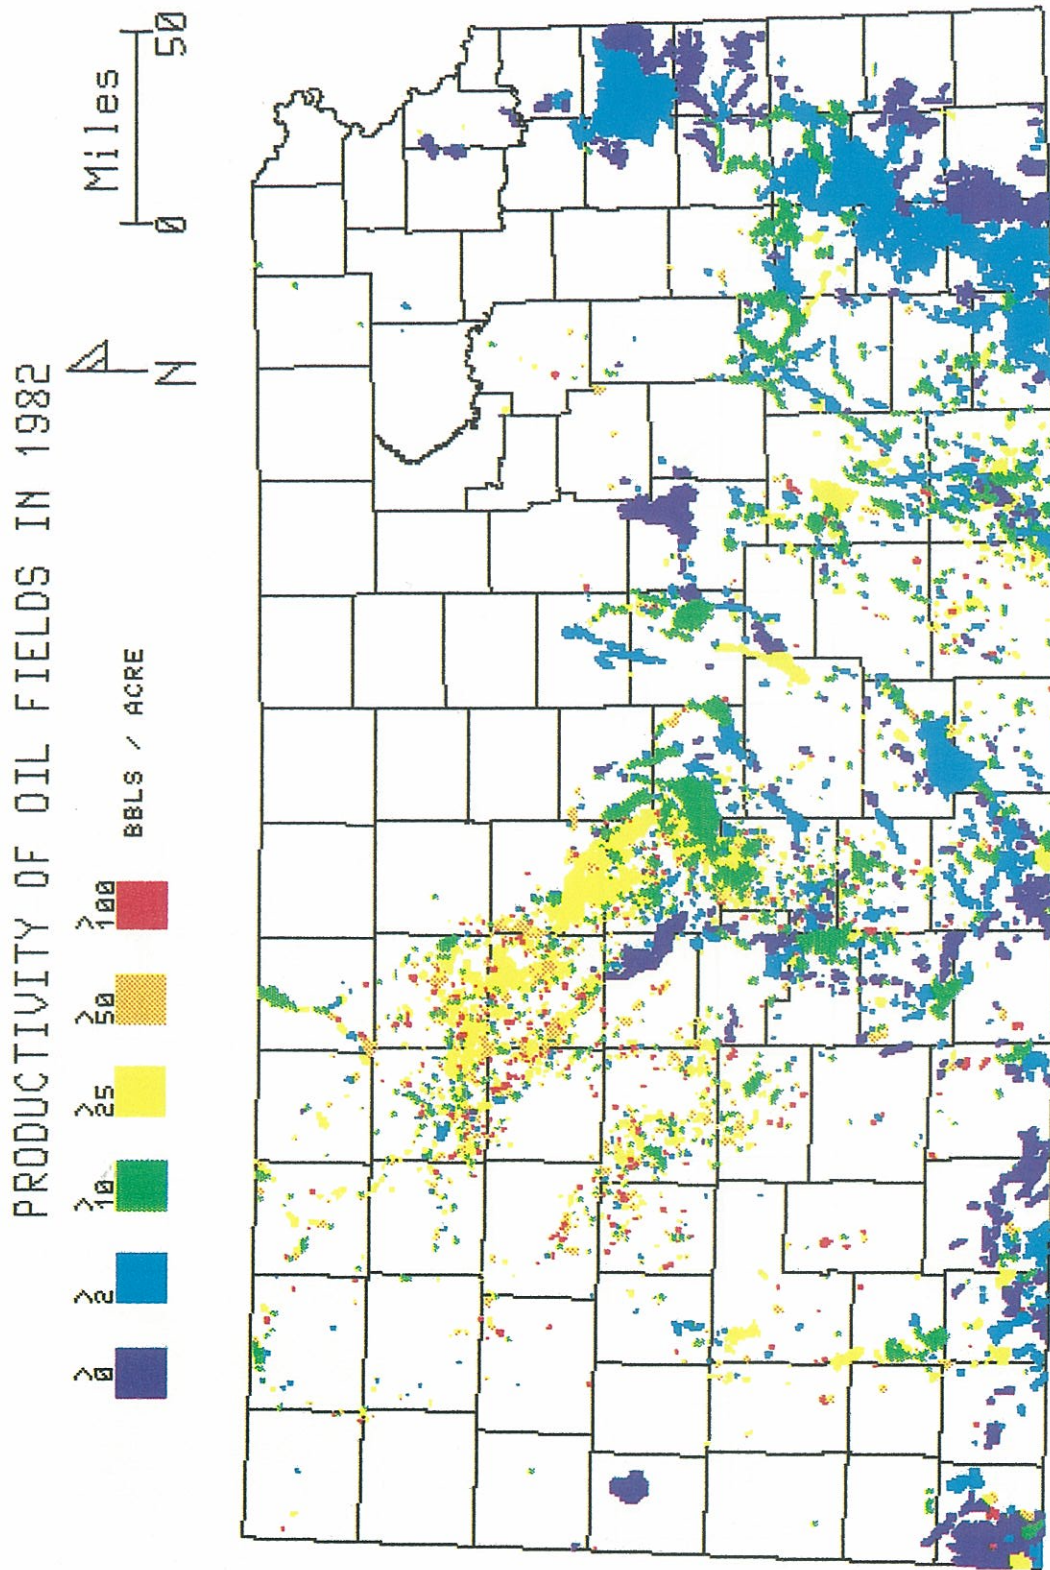 PRODUCTIVITY OF OIL FIELDS IN 1982
>0 >2 >10 >25 >50 >100
BBLS / ACRE
N
0 Miles 50